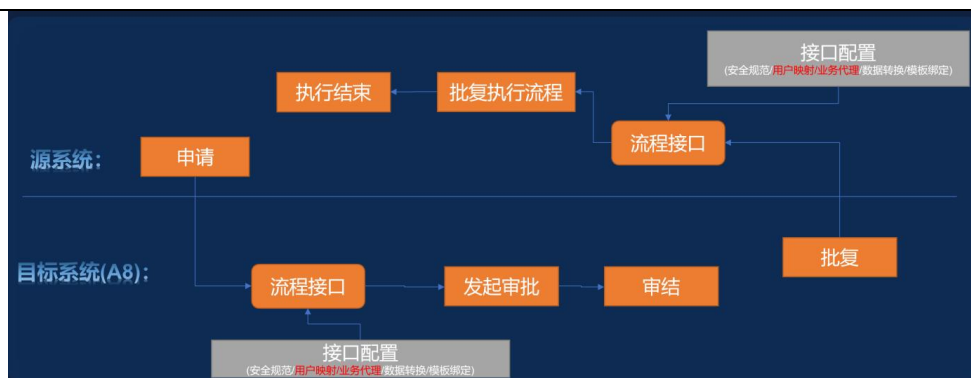 接口配置
(安全规范/用户映射/业务代理/数据转换/模板绑定)
执行结束
批复执行流程
流程接口
源系统：
申请
批复
目标系统(A8)：
流程接口
发起审批
审结
接口配置
(安全规范/用户映射/业务代理/数据转换/模板绑定)